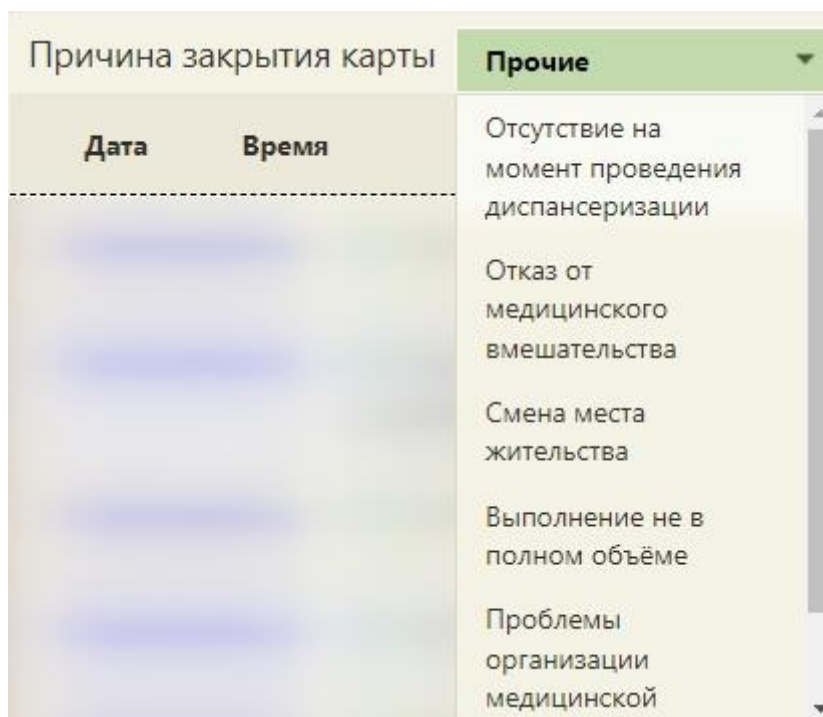 Причина закрытия карты
Прочие
Дата
Время
Отсутствие на
момент проведения
диспансеризации
Отказ от
медицинского
вмешательства
Смена места
жительства
Выполнение не в
полном объёме
Проблемы
организации
медицинской